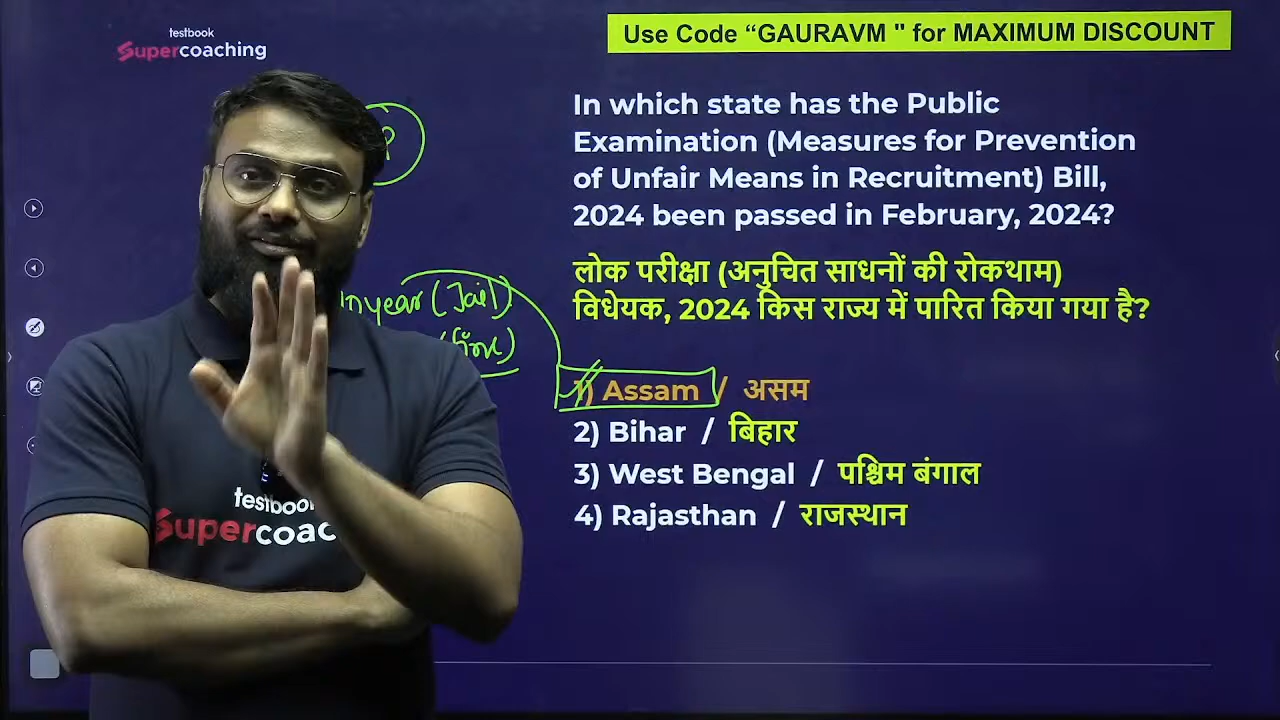 testbook
Supercoaching
Use Code “GAURAVM " for MAXIMUM DISCOUNT
In which state has the Public
Examination (Measures for Prevention
of Unfair Means in Recruitment) Bill,
2024 been passed in February, 2024?
लोक परीक्षा (अनुचित साधनों की रोकथाम)
विधेयक, 2024 किस राज्य में पारित किया गया है?
year (Jail)
1) Assam / असम
2) Bihar / बिहार
3) West Bengal / पश्चिम बंगाल
4) Rajasthan / राजस्थान
testbook
Supercoac